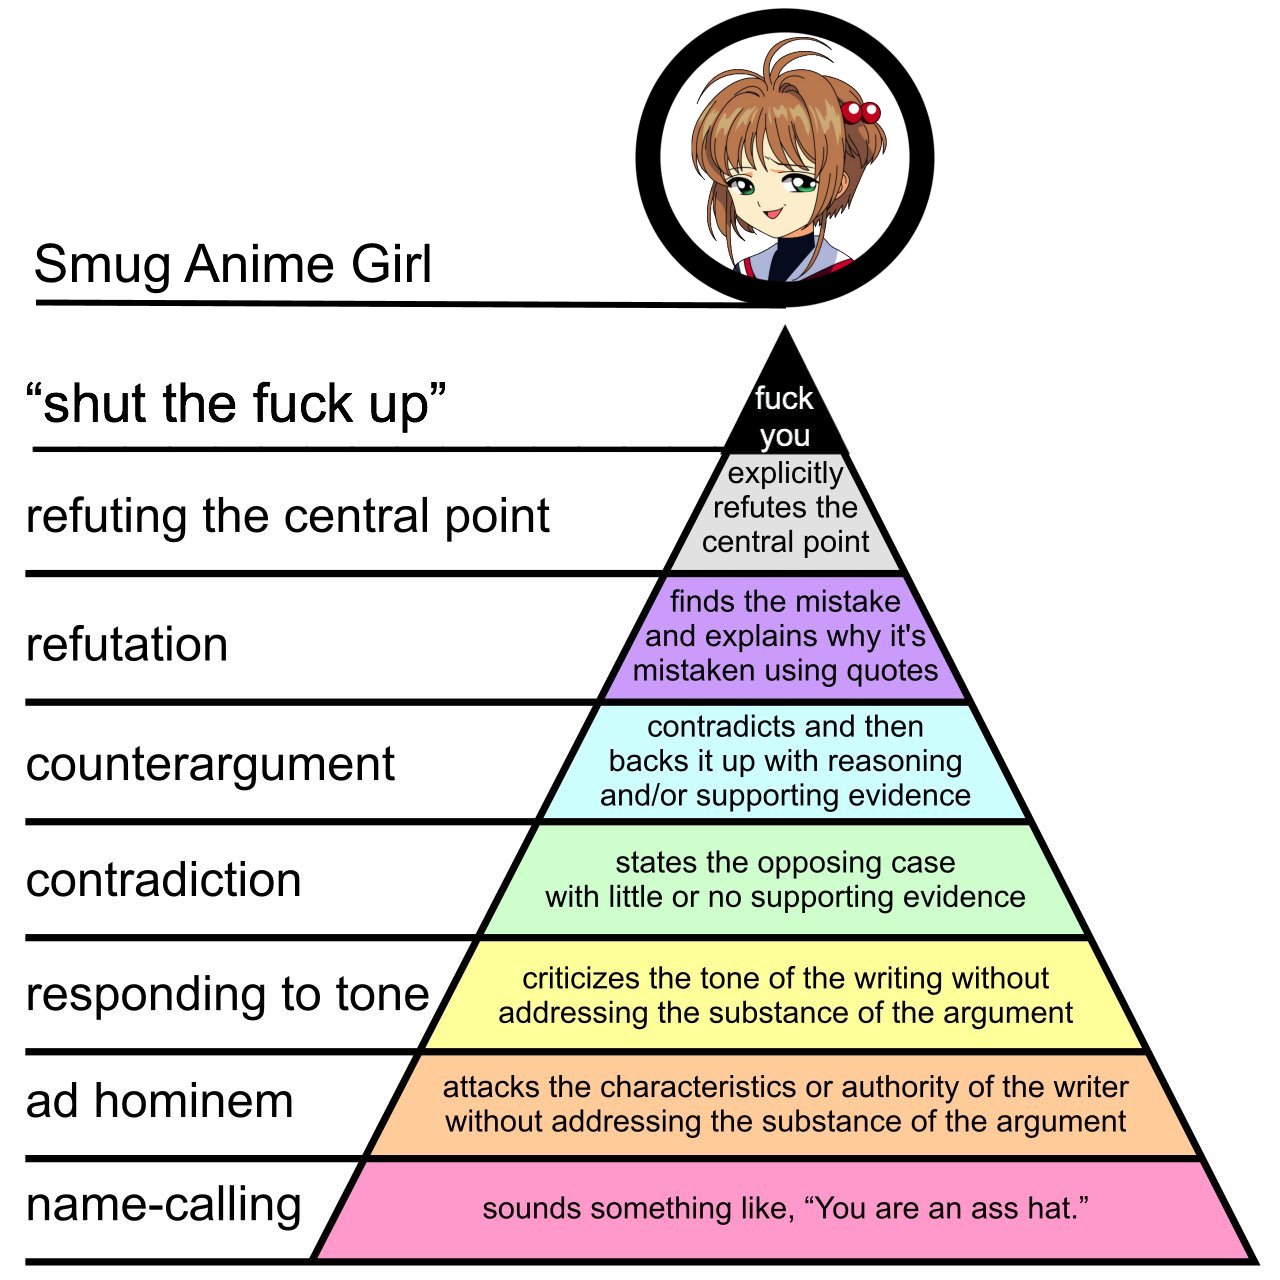 Smug Anime Girl
“shut the fuck up”
fuck
you
refuting the central point
explicitly
refutes the
central point
refutation
finds the mistake
and explains why it's
mistaken using quotes
counterargument
contradicts and then
backs it up with reasoning
and/or supporting evidence
contradiction
states the opposing case
with little or no supporting evidence
responding to tone
criticizes the tone of the writing without
addressing the substance of the argument
ad hominem
attacks the characteristics or authority of the writer
without addressing the substance of the argument
name-calling
sounds something like, “You are an ass hat.”